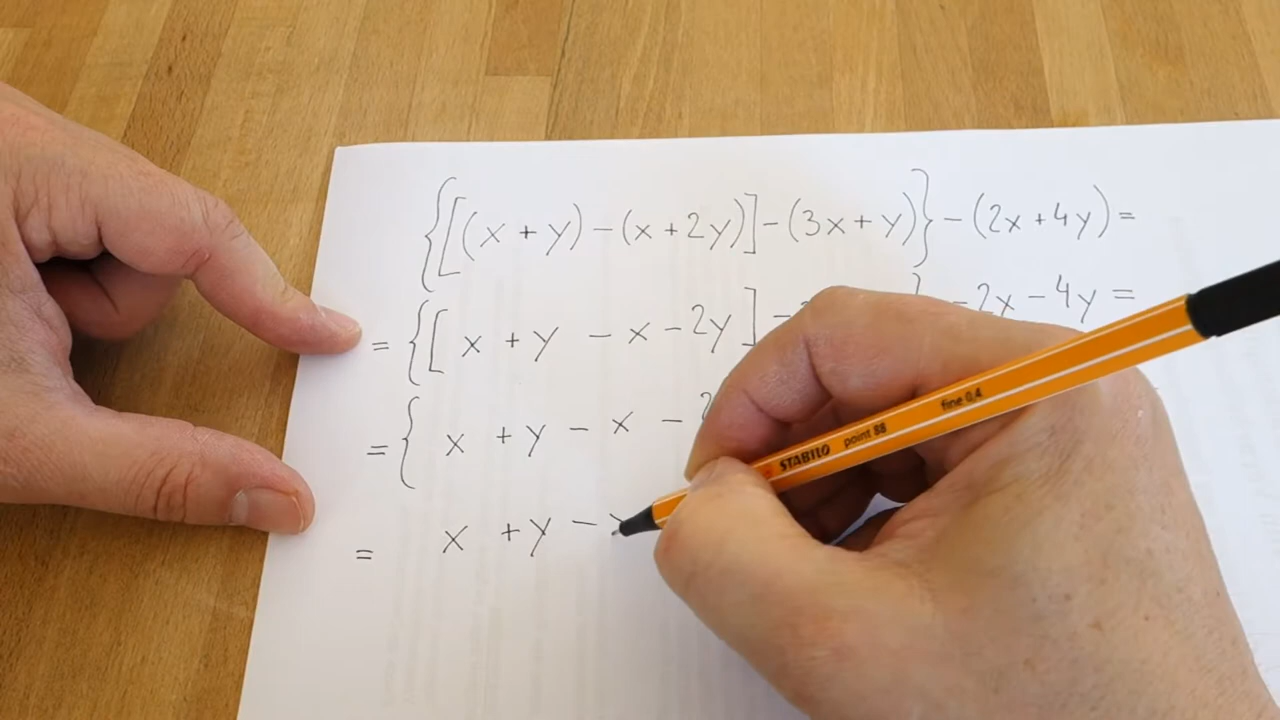 {[(x + y) - (x + 2y)] - (3x + y)} - (2x + 4y) =
= {[ x + y - x - 2y ] - } - 2x - 4y =
= { x + y - x -
= x + y -
STABILO point 88 fine 0,4